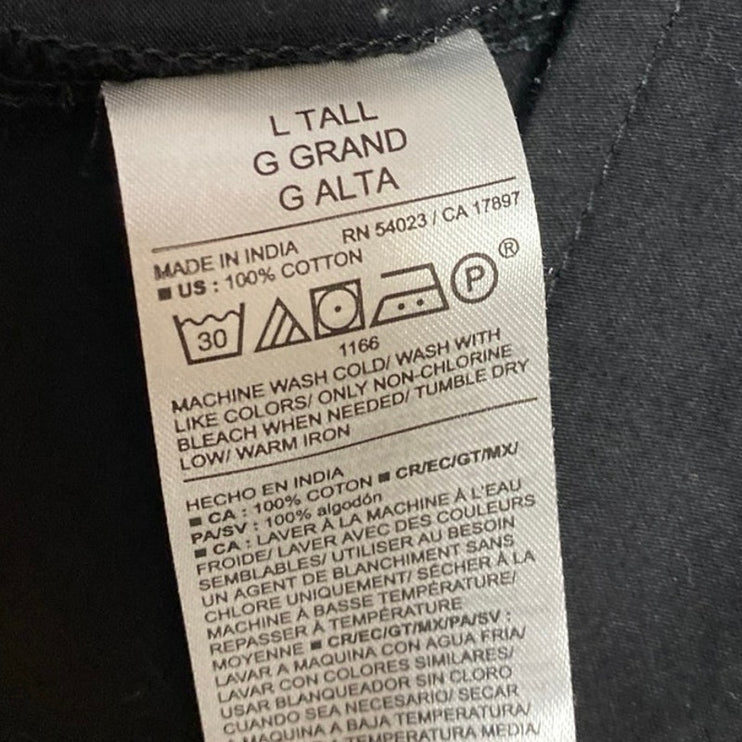 L TALL
G GRAND
G ALTA
MADE IN INDIA RN 54023 / CA 17897
■ US : 100% COTTON
30 P ®
1166
MACHINE WASH COLD/ WASH WITH
LIKE COLORS/ ONLY NON-CHLORINE
BLEACH WHEN NEEDED/ TUMBLE DRY
LOW/ WARM IRON
HECHO EN INDIA
■ CA : 100% COTON ■ CR/EC/GT/MX/
PA/SV : 100% algodón
■ CA : LAVER À LA MACHINE À L'EAU
FROIDE/ LAVER AVEC DES COULEURS
SEMBLABLES/ UTILISER AU BESOIN
UN AGENT DE BLANCHIMENT SANS
CHLORE UNIQUEMENT/ SÉCHER À LA
MACHINE À BASSE TEMPÉRATURE/
REPASSER À TEMPÉRATURE
MOYENNE ■ CR/EC/GT/MX/PA/SV :
LAVAR A MAQUINA CON AGUA FRIA/
LAVAR CON COLORES SIMILARES/
USAR BLANQUEADOR SIN CLORO
CUANDO SEA NECESARIO/ SECAR
A MAQUINA A BAJA TEMPERATURA/
TEMPERATURA MEDIA/